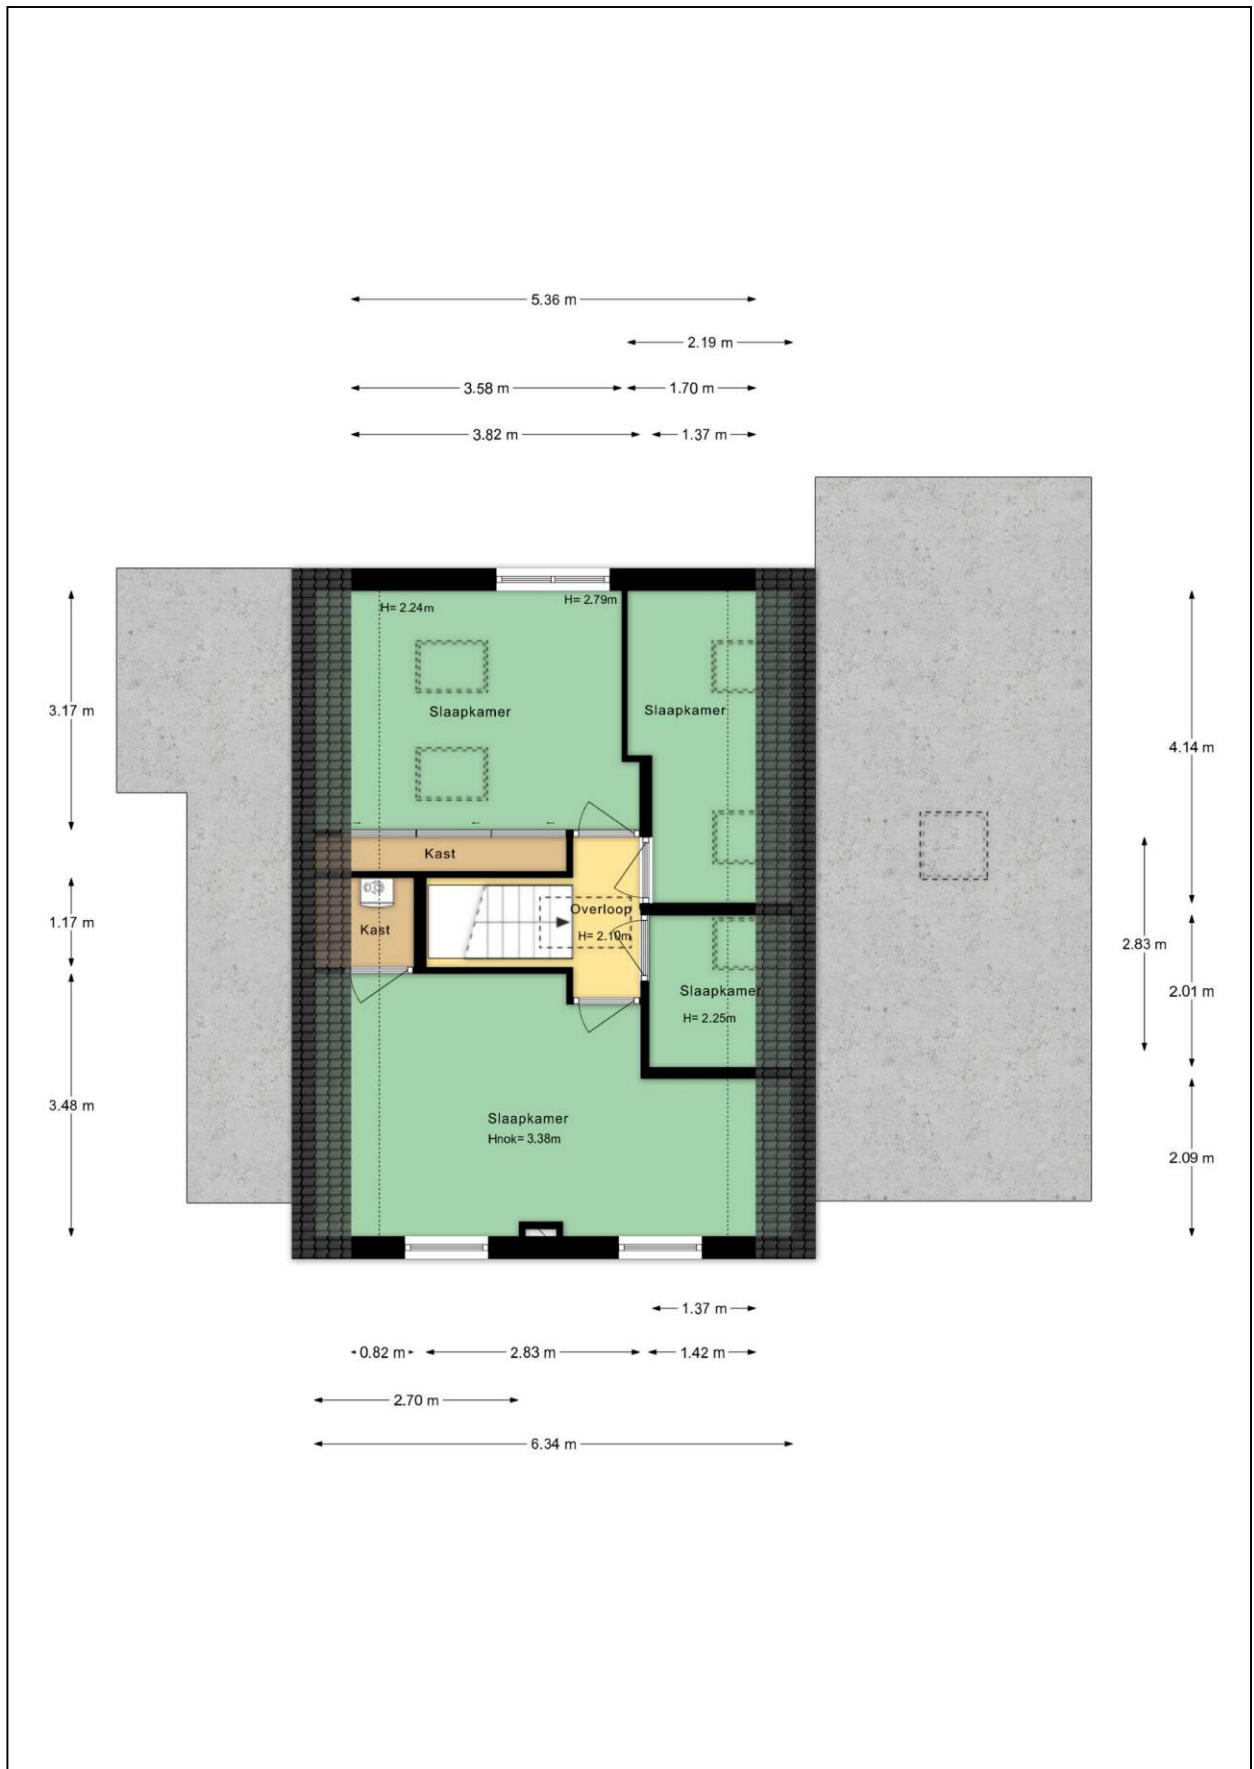 5.36 m
2.19 m
3.58 m
1.70 m
3.82 m
1.37 m
H= 2.24m
H= 2.79m
3.17 m
Slaapkamer
Slaapkamer
4.14 m
Kast
Overloop
H= 2.10m
Kast
1.17 m
2.83 m
Slaapkamer
H= 2.25m
2.01 m
3.48 m
Slaapkamer
Hnok= 3.38m
2.09 m
1.37 m
0.82 m
2.83 m
1.42 m
2.70 m
6.34 m